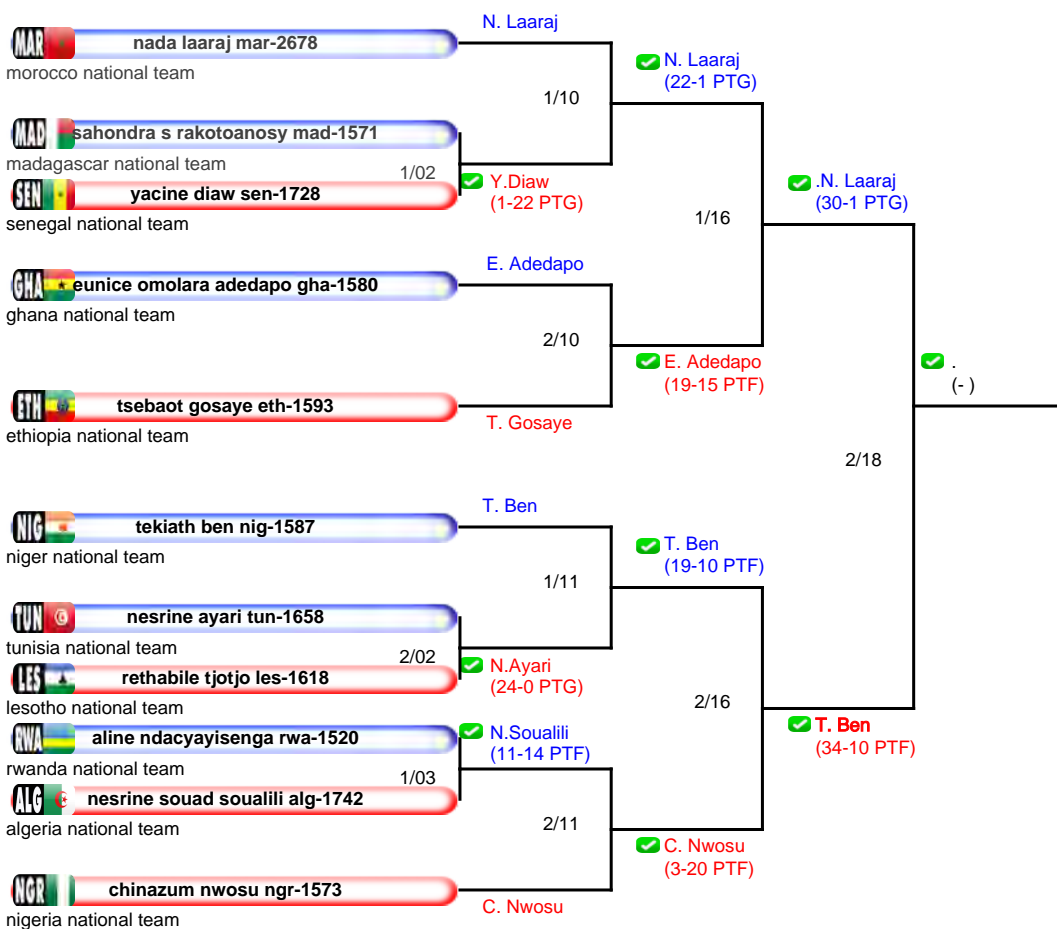 N. Laaraj
MAR nada laaraj mar-2678
morocco national team
N. Laaraj
(22-1 PTG)
1/10
MAD sahondra s rakotoanosy mad-1571
madagascar national team
1/02
SEN yacine diaw sen-1728
senegal national team
Y.Diaw
(1-22 PTG)
.N. Laaraj
(30-1 PTG)
1/16
E. Adedapo
GHA eunice omolara adedapo gha-1580
ghana national team
2/10
E. Adedapo
(19-15 PTF)
ETH tsebaot gosaye eth-1593
ethiopia national team
T. Gosaye
.
(- )
2/18
T. Ben
NIG tekiath ben nig-1587
niger national team
T. Ben
(19-10 PTF)
1/11
TUN nesrine ayari tun-1658
tunisia national team
2/02
LES rethabile tjotjo les-1618
lesotho national team
N.Ayari
(24-0 PTG)
2/16
T. Ben
(34-10 PTF)
RWA aline ndacyayisenga rwa-1520
rwanda national team
N.Soualili
(11-14 PTF)
1/03
ALG nesrine souad soualili alg-1742
algeria national team
2/11
C. Nwosu
(3-20 PTF)
NGR chinazum nwosu ngr-1573
nigeria national team
C. Nwosu